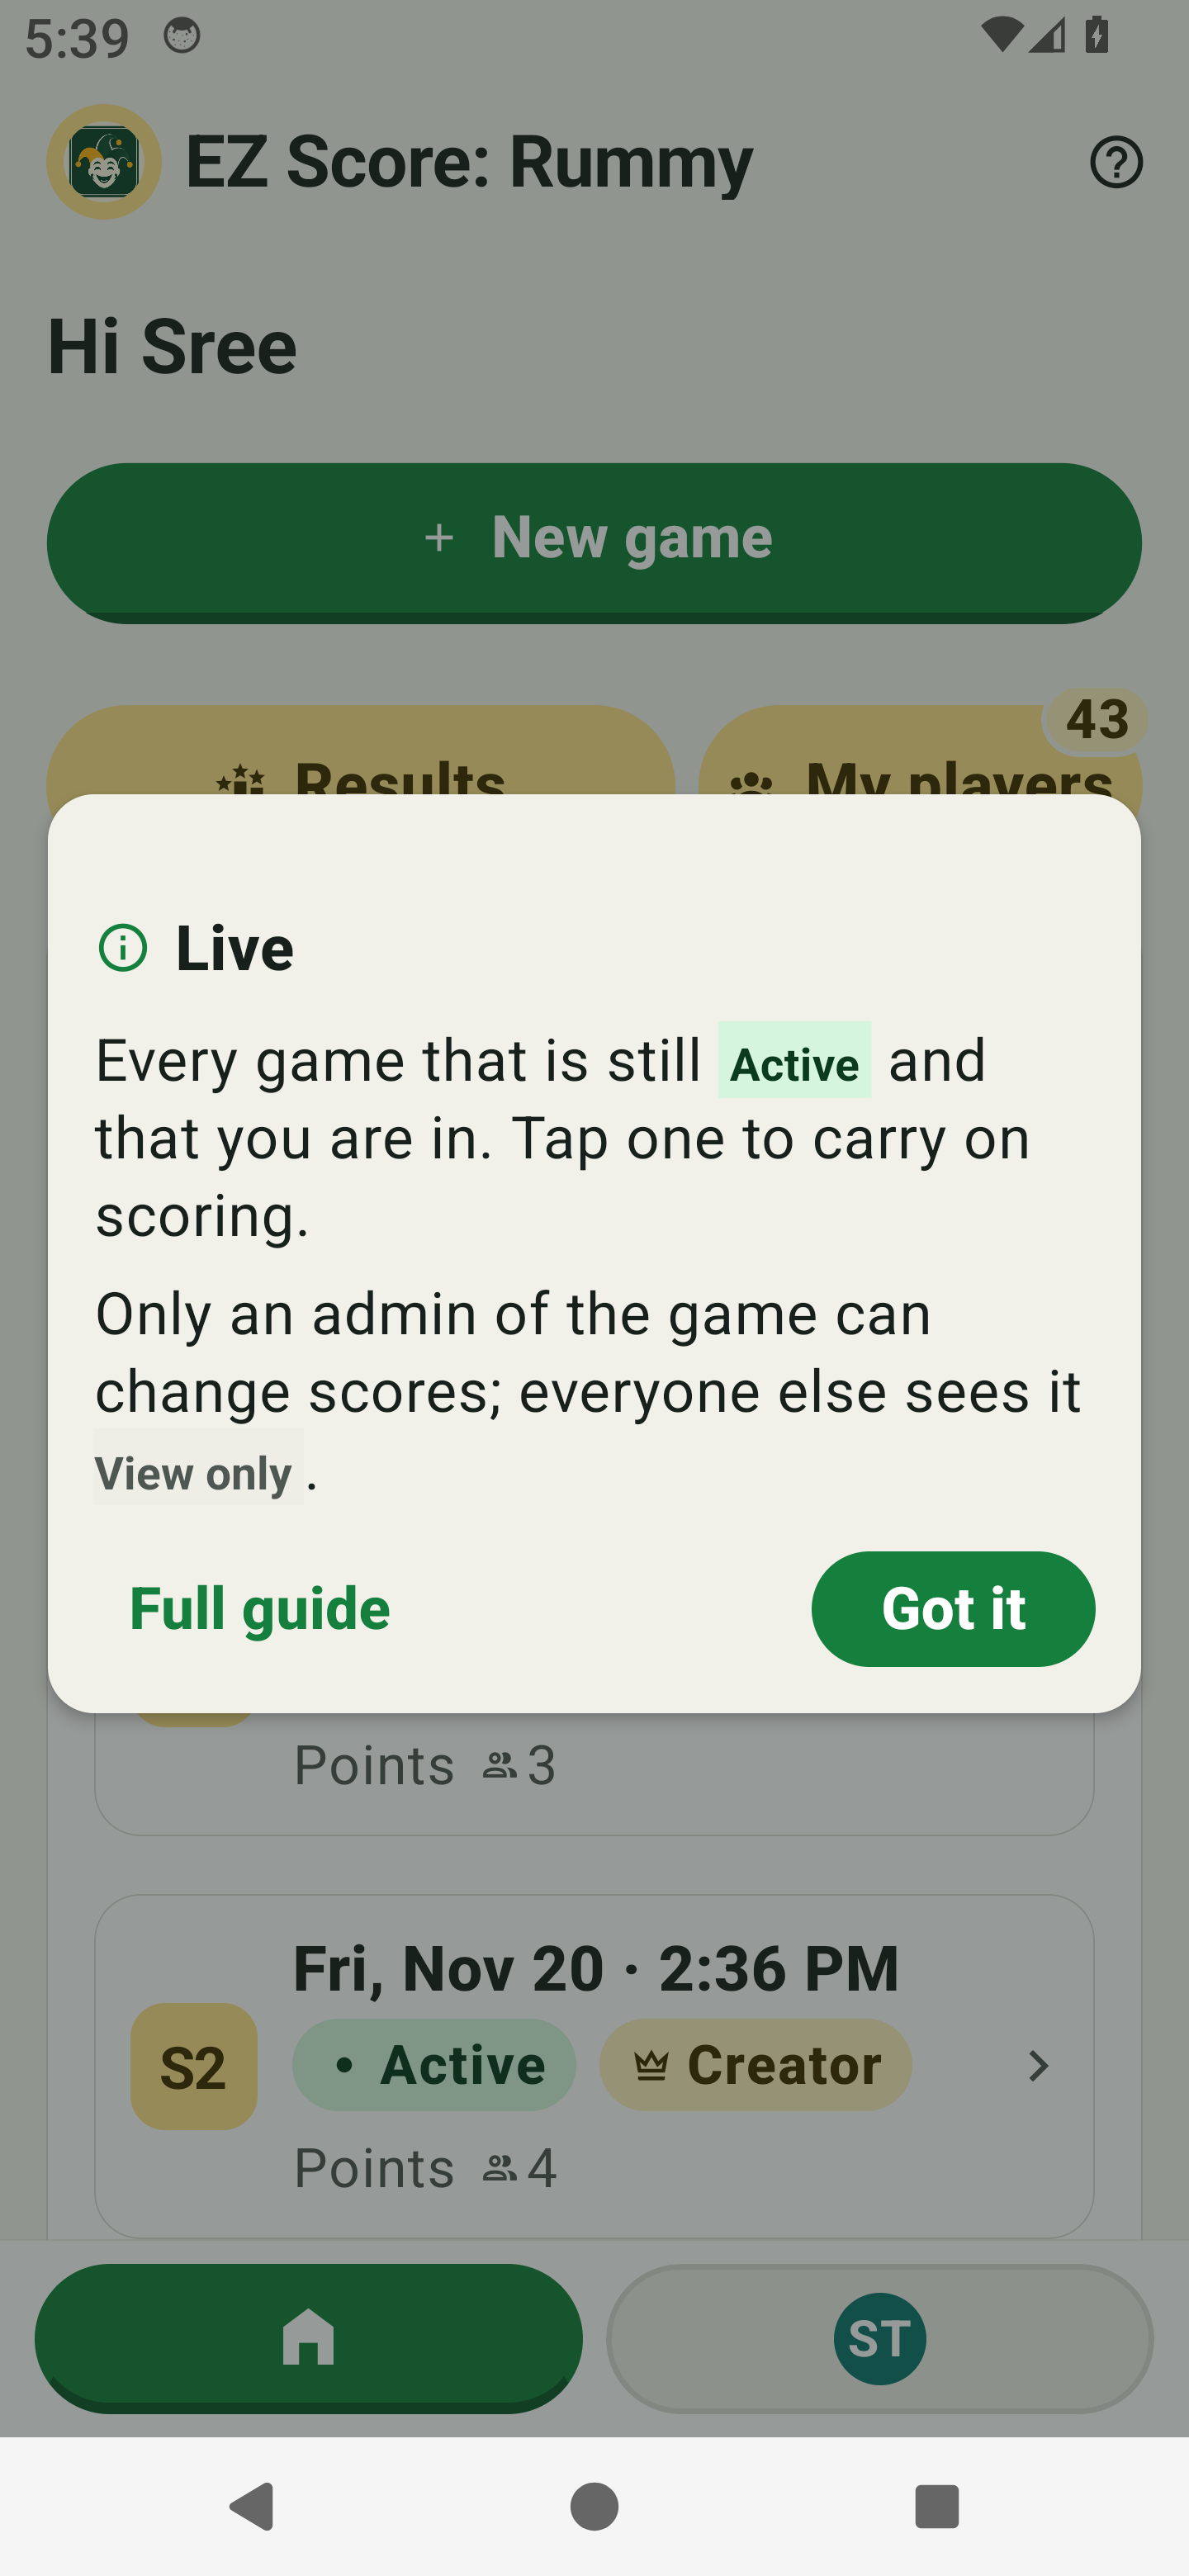 5:39
EZ Score: Rummy
Hi Sree
+ New game
43
Results
My players
Live
Every game that is still Active and
that you are in. Tap one to carry on
scoring.
Only an admin of the game can
change scores; everyone else sees it
View only .
Full guide
Got it
Points 3
Fri, Nov 20 · 2:36 PM
S2
• Active
Creator
Points 4
ST